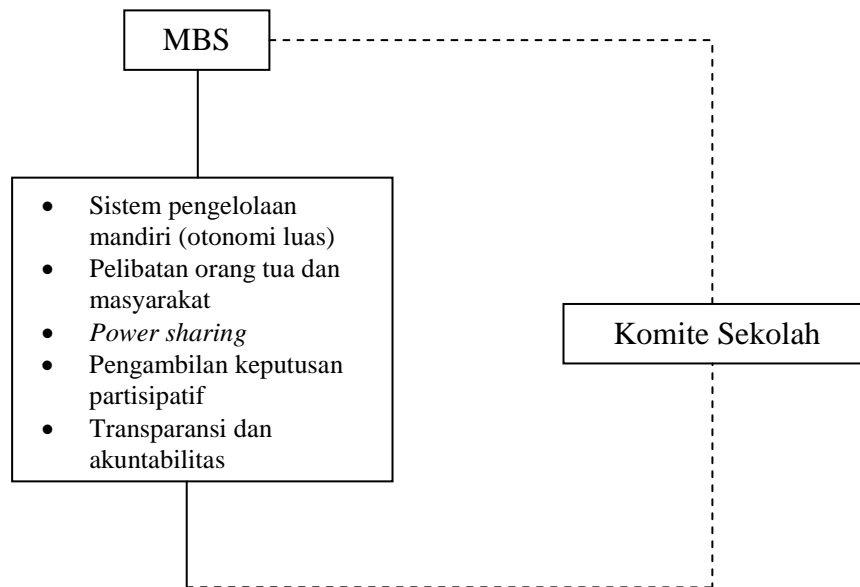 MBS
• Sistem pengelolaan
mandiri (otonomi luas)
• Pelibatan orang tua dan
masyarakat
• Power sharing
• Pengambilan keputusan
partisipatif
• Transparansi dan
akuntabilitas
Komite Sekolah